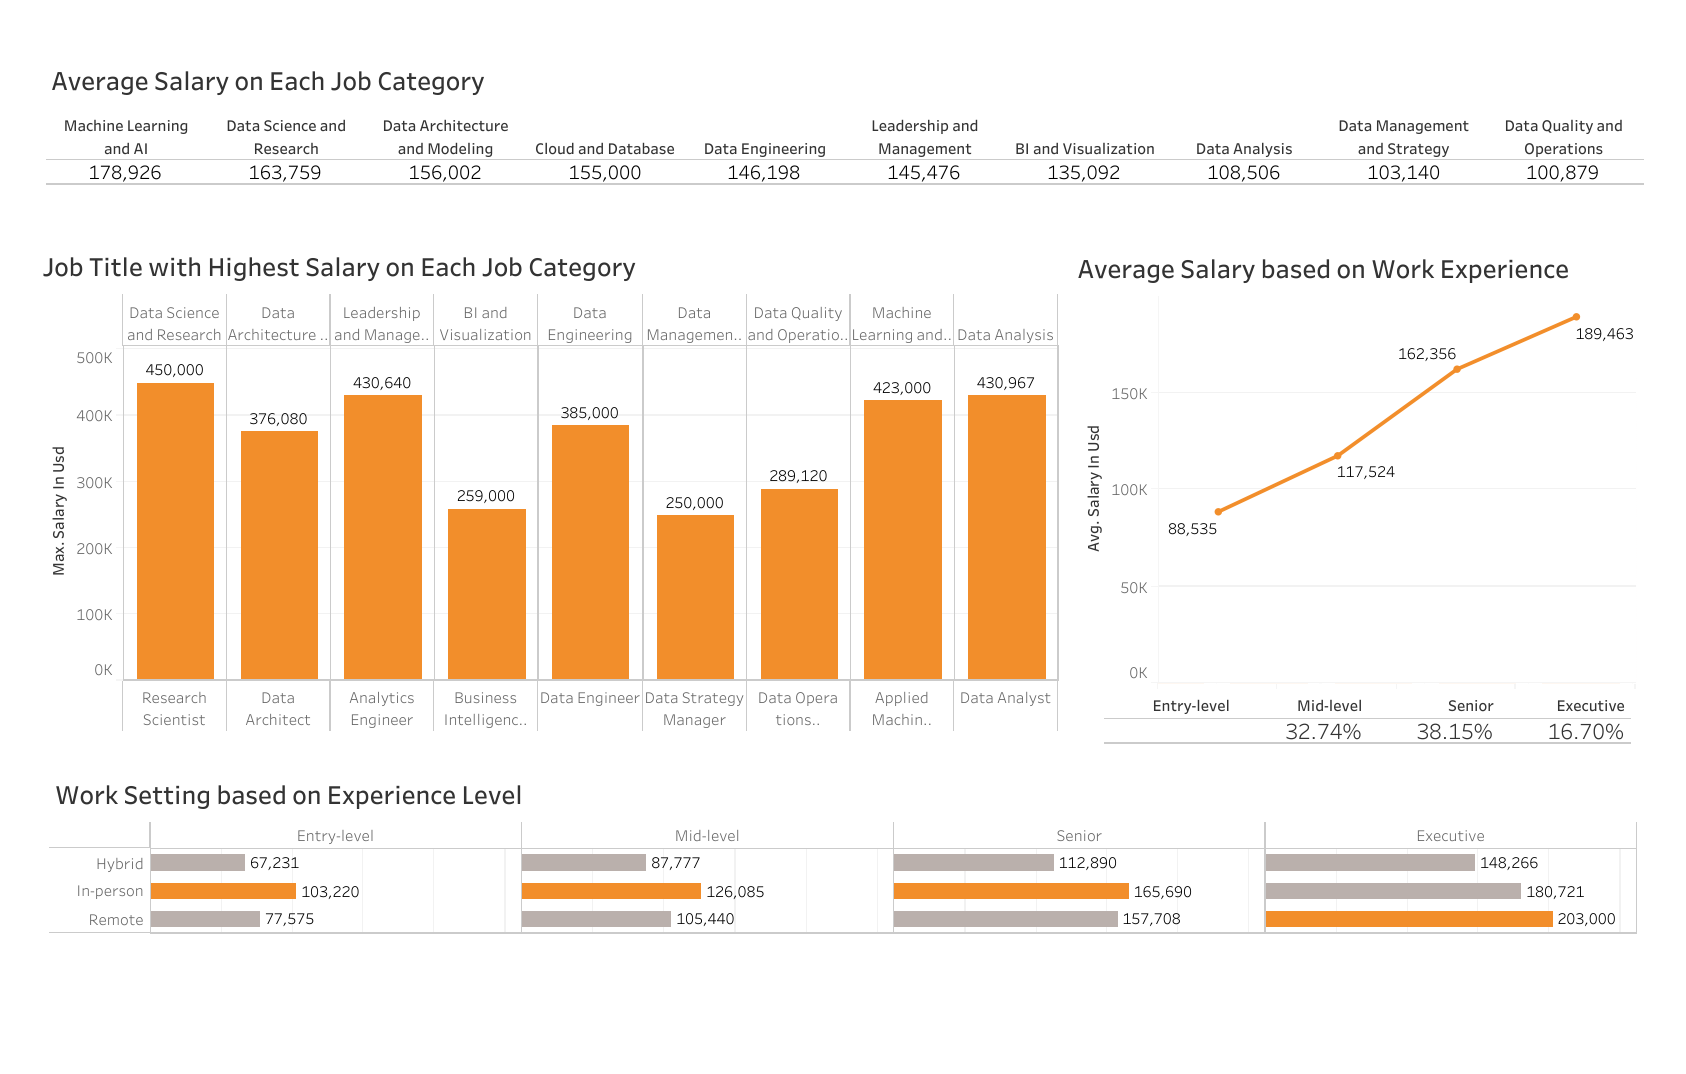 Average Salary on Each Job Category
Machine Learning and AI
Data Science and Research
Data Architecture and Modeling
Cloud and Database
Data Engineering
Leadership and Management
BI and Visualization
Data Analysis
Data Management and Strategy
Data Quality and Operations
178,926 163,759 156,002 155,000 146,198 145,476 135,092 108,506 103,140 100,879
Job Title with Highest Salary on Each Job Category
Data Science and Research
Data Architecture ..
Leadership and Manage..
BI and Visualization
Data Engineering
Data Managemen..
Data Quality and Operatio..
Machine Learning and..
Data Analysis
Max. Salary In Usd
500K
400K
300K
200K
100K
0K
450,000
376,080
430,640
259,000
385,000
250,000
289,120
423,000
430,967
Research Scientist
Data Architect
Analytics Engineer
Business Intelligenc..
Data Engineer
Data Strategy Manager
Data Opera tions..
Applied Machin..
Data Analyst
Average Salary based on Work Experience
Avg. Salary In Usd
150K
100K
50K
0K
88,535
117,524
162,356
189,463
Entry-level Mid-level Senior Executive
32.74% 38.15% 16.70%
Work Setting based on Experience Level
Entry-level Mid-level Senior Executive
Hybrid 67,231 87,777 112,890 148,266
In-person 103,220 126,085 165,690 180,721
Remote 77,575 105,440 157,708 203,000